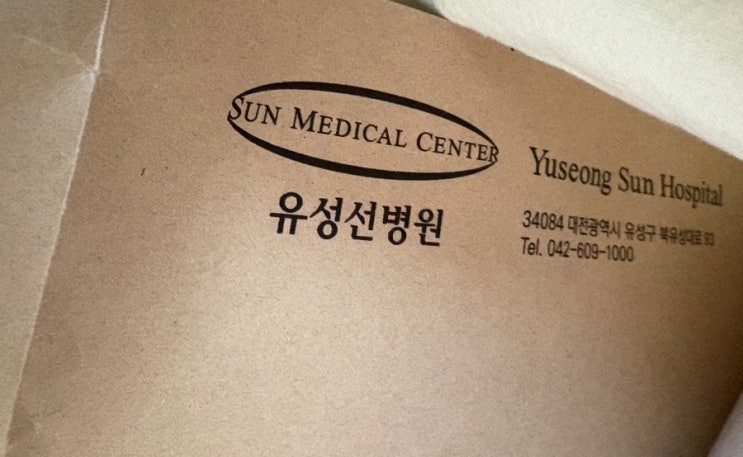 SUN MEDICAL CENTER
유성선병원
Yuseong Sun Hospital
34084 대전광역시 유성구 북유성대로 93
Tel. 042-609-1000